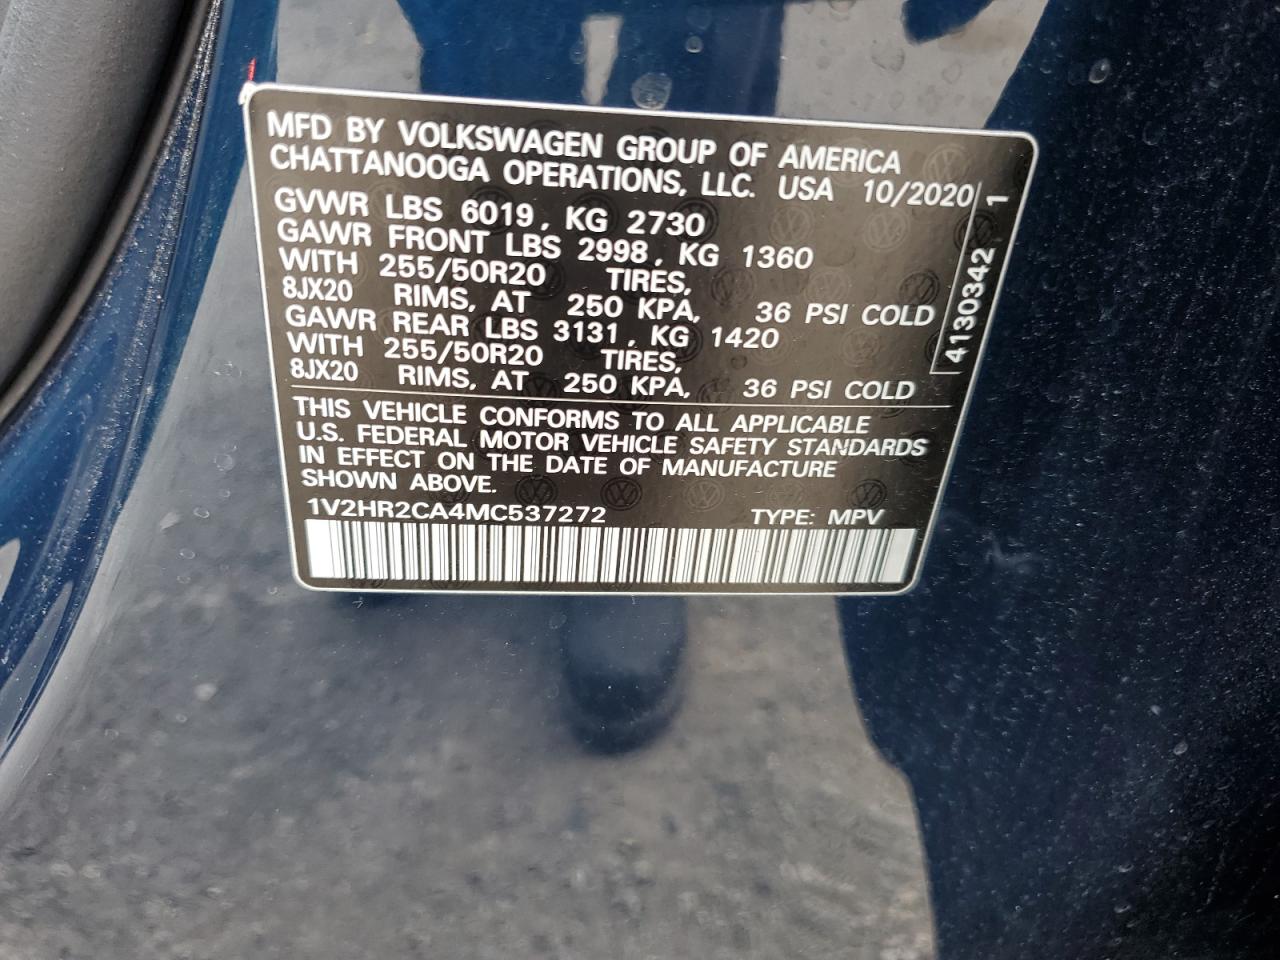 MFD BY VOLKSWAGEN GROUP OF AMERICA
CHATTANOOGA OPERATIONS, LLC. USA 10/2020
GVWR LBS 6019, KG 2730
GAWR FRONT LBS 2998, KG 1360
WITH 255/50R20 TIRES,
8JX20 RIMS, AT 250 KPA, 36 PSI COLD
GAWR REAR LBS 3131, KG 1420
WITH 255/50R20 TIRES,
8JX20 RIMS, AT 250 KPA, 36 PSI COLD
4130342 1
THIS VEHICLE CONFORMS TO ALL APPLICABLE
U.S. FEDERAL MOTOR VEHICLE SAFETY STANDARDS
IN EFFECT ON THE DATE OF MANUFACTURE
SHOWN ABOVE.
1V2HR2CA4MC537272 TYPE: MPV